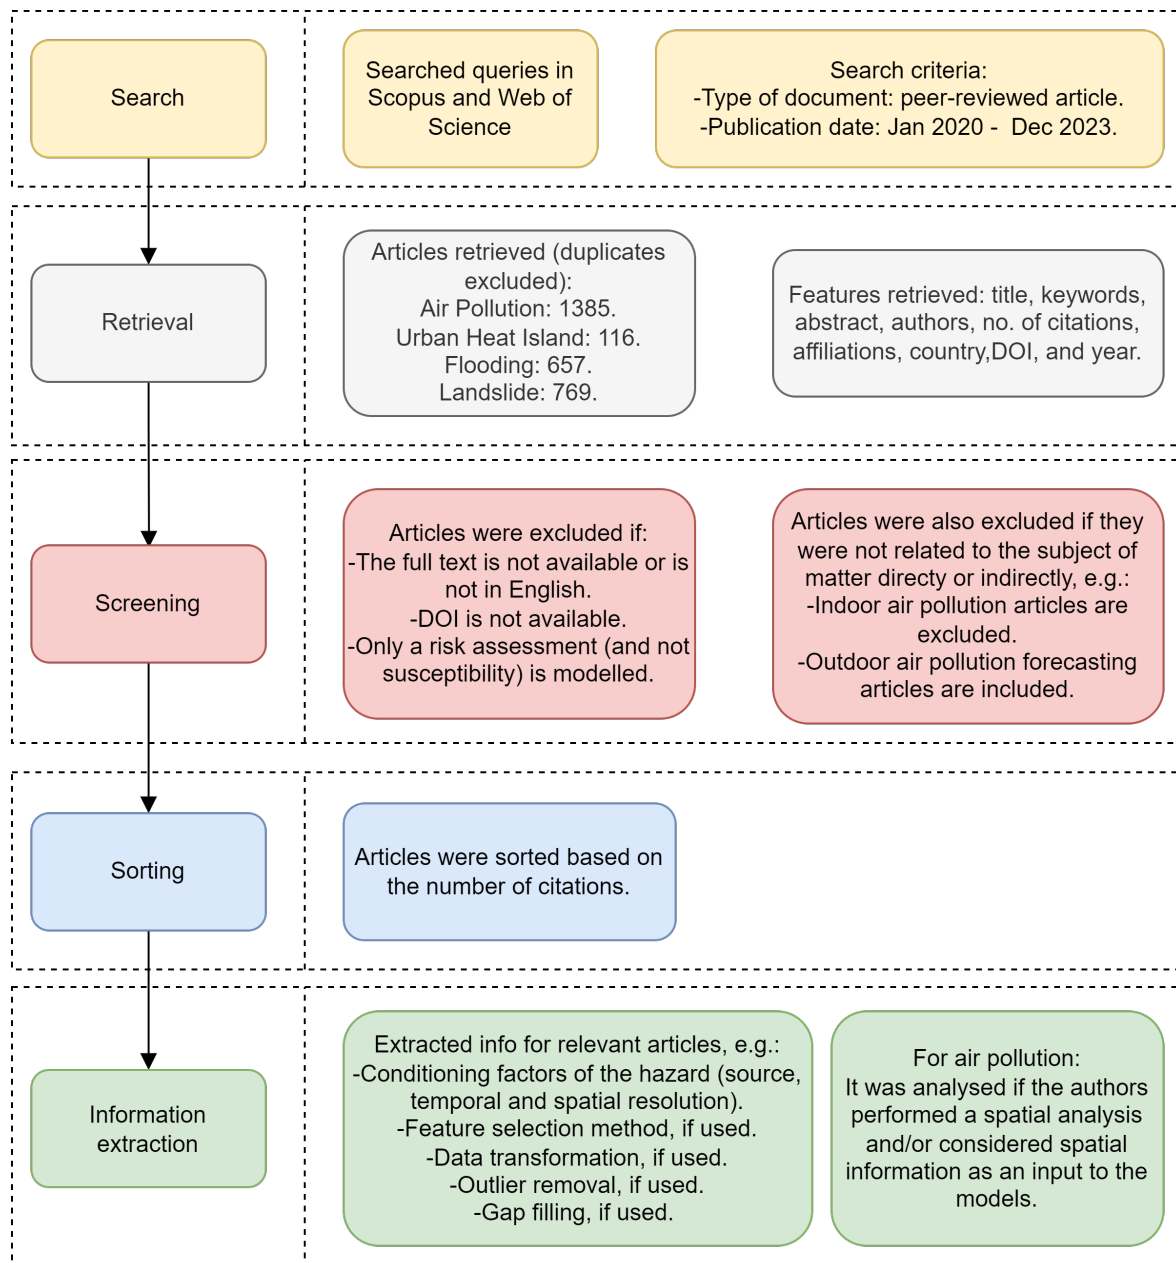 Search
Searched queries in
Scopus and Web of
Science
Search criteria:
-Type of document: peer-reviewed article.
-Publication date: Jan 2020 -  Dec 2023.
Retrieval
Articles retrieved (duplicates
excluded):
Air Pollution: 1385.
Urban Heat Island: 116.
Flooding: 657.
Landslide: 769.
Features retrieved: title, keywords,
abstract, authors, no. of citations,
affiliations, country,DOI, and year.
Screening
Articles were excluded if:
-The full text is not available or is
not in English.
-DOI is not available.
-Only a risk assessment (and not
susceptibility) is modelled.
Articles were also excluded if they
were not related to the subject of
matter directy or indirectly, e.g.:
-Indoor air pollution articles are
excluded.
-Outdoor air pollution forecasting
articles are included.
Sorting
Articles were sorted based on
the number of citations.
Information
extraction
Extracted info for relevant articles, e.g.:
-Conditioning factors of the hazard (source,
temporal and spatial resolution).
-Feature selection method, if used.
-Data transformation, if used.
-Outlier removal, if used.
-Gap filling, if used.
For air pollution:
It was analysed if the authors
performed a spatial analysis
and/or considered spatial
information as an input to the
models.